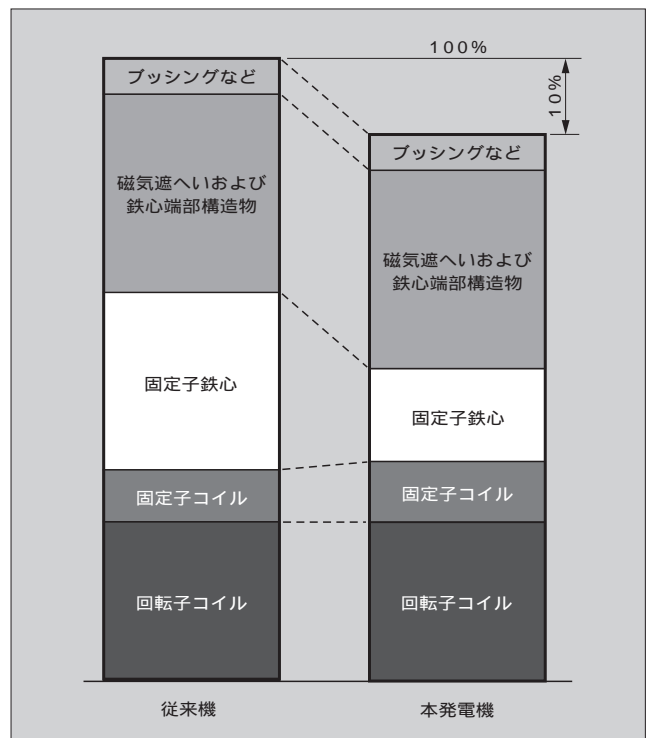 100%
10%
ブッシングなど
磁気遮へいおよび
鉄心端部構造物
固定子鉄心
固定子コイル
回転子コイル
従来機
ブッシングなど
磁気遮へいおよび
鉄心端部構造物
固定子鉄心
固定子コイル
回転子コイル
本発電機